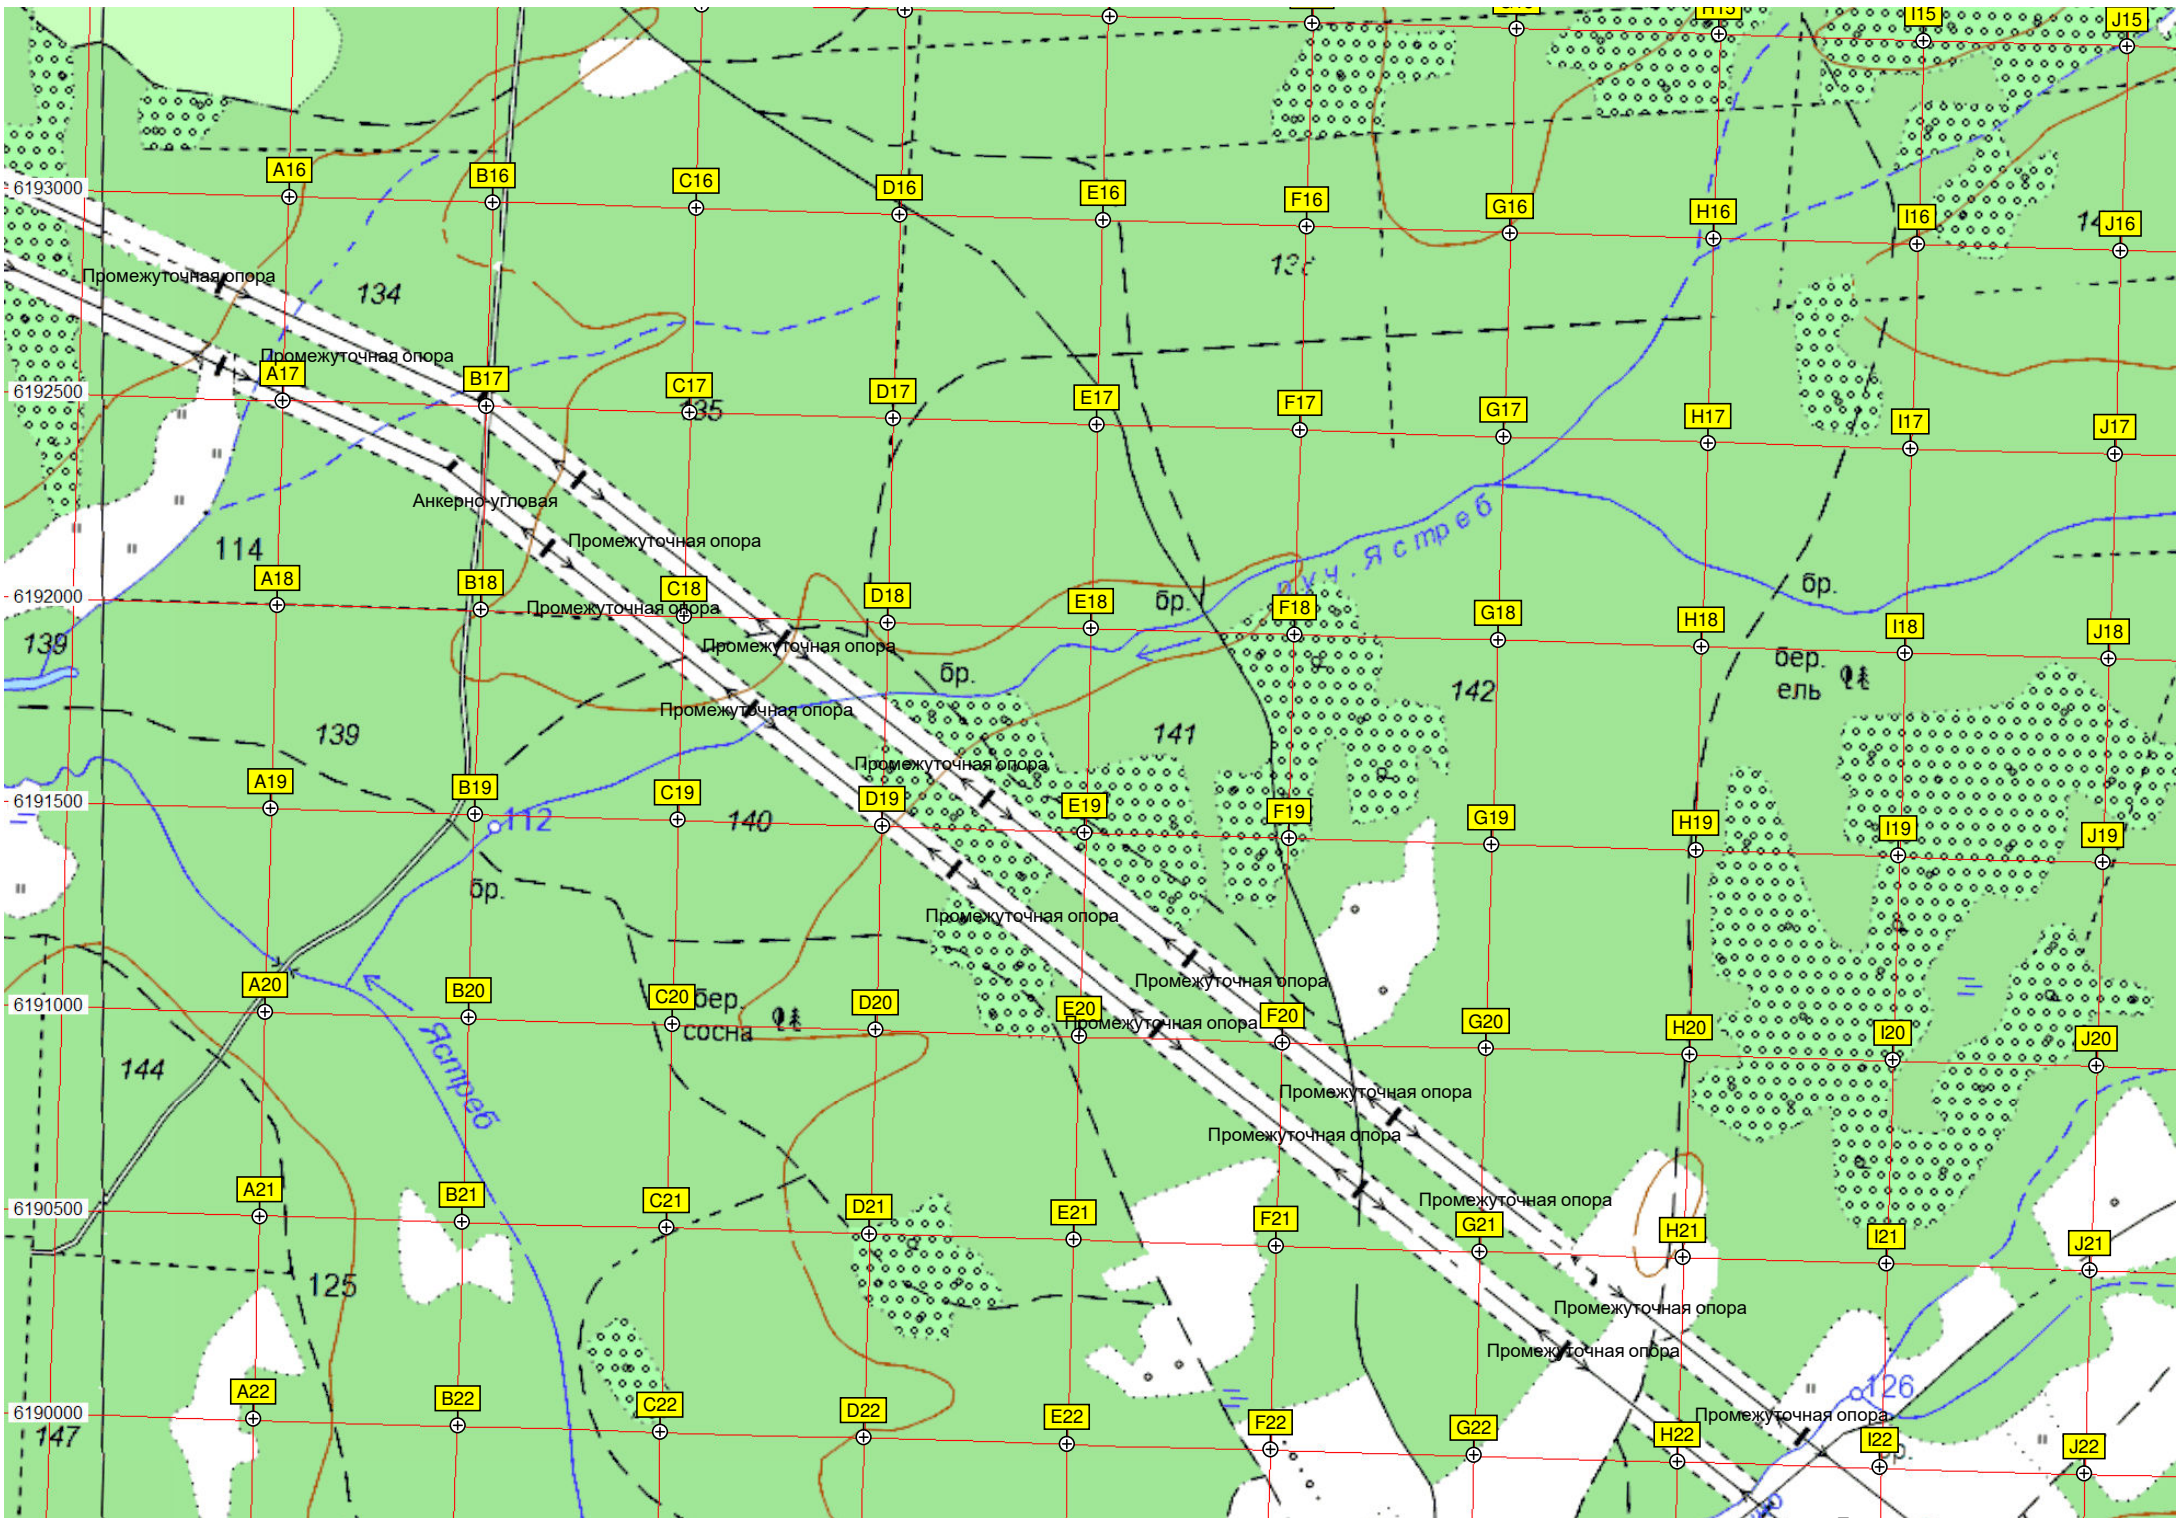 H15
I15
J15
A16
B16
C16
D16
E16
F16
G16
H16
I16
J16
6193000
134
Промежуточная опора
Промежуточная опора
A17
B17
C17
D17
E17
F17
G17
H17
I17
J17
6192500
135
Анкерно-угловая
руч. Ястреб
Промежуточная опора
114
A18
B18
C18
D18
E18
F18
G18
H18
I18
J18
6192000
бр.
бр.
Промежуточная опора
139
Промежуточная опора
бр.
142
бер.
ель
Промежуточная опора
139
141
Промежуточная опора
A19
B19
C19
D19
E19
F19
G19
H19
I19
J19
6191500
112
140
бр.
Промежуточная опора
Промежуточная опора
A20
B20
C20
D20
E20
F20
G20
H20
I20
J20
6191000
бер.
сосна
Промежуточная опора
Ястреб
144
Промежуточная опора
Промежуточная опора
A21
B21
C21
D21
E21
F21
G21
H21
I21
J21
6190500
Промежуточная опора
125
Промежуточная опора
Промежуточная опора
126
A22
B22
C22
D22
E22
F22
G22
H22
I22
J22
6190000
Промежуточная опора
147